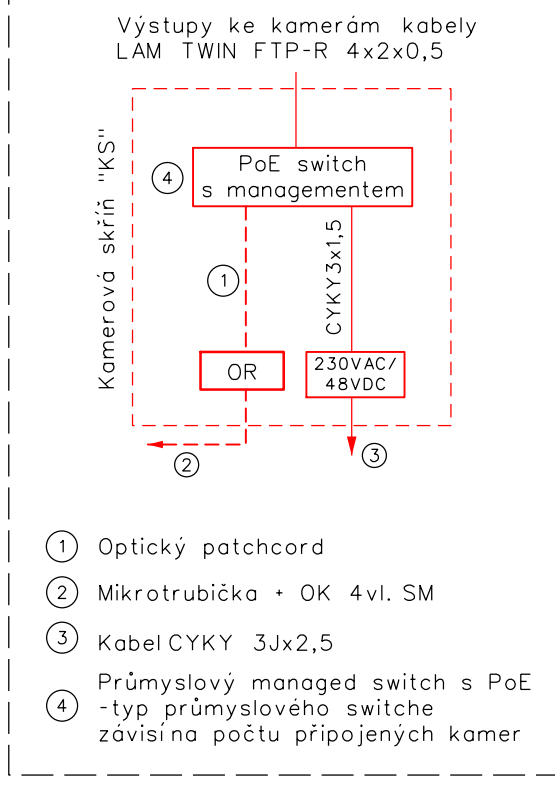 Výstupy ke kamerám kabely
LAM TWIN FTP-R 4x2x0,5
Kamerová skříň "KS"
4
PoE switch
s managementem
1
CYKY3x1,5
OR
230VAC/
48VDC
2
3
1 Optický patchcord
2 Mikrotrubička + OK 4vl. SM
3 Kabel CYKY 3Jx2,5
4 Průmyslový managed switch s PoE
-typ průmyslového switche
závisí na počtu připojených kamer